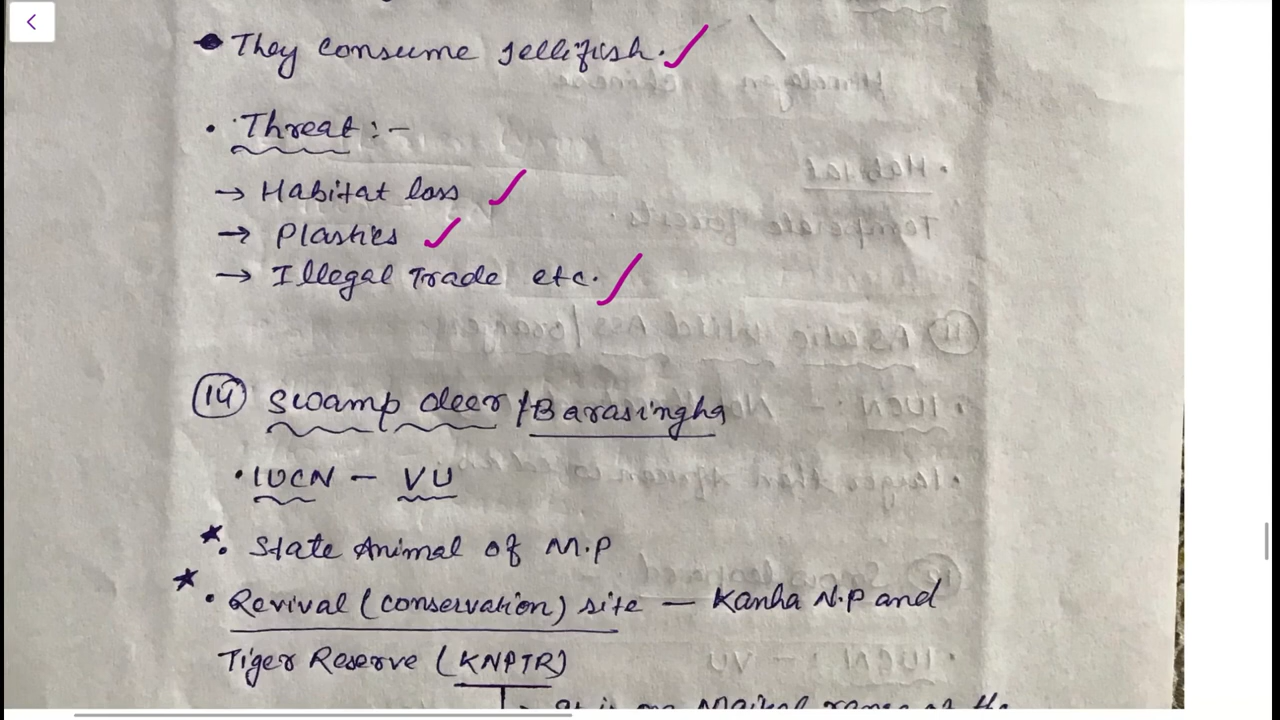 They consume Jellifish.
Threat :-
→ Habitat loss
→ Plastics
→ Illegal Trade etc.
(14) Swamp deer / Barasingha
IUCN - VU
State Animal of M.P
Revival (conservation) site - Kanha N.P and
Tiger Reserve (KNPTR)